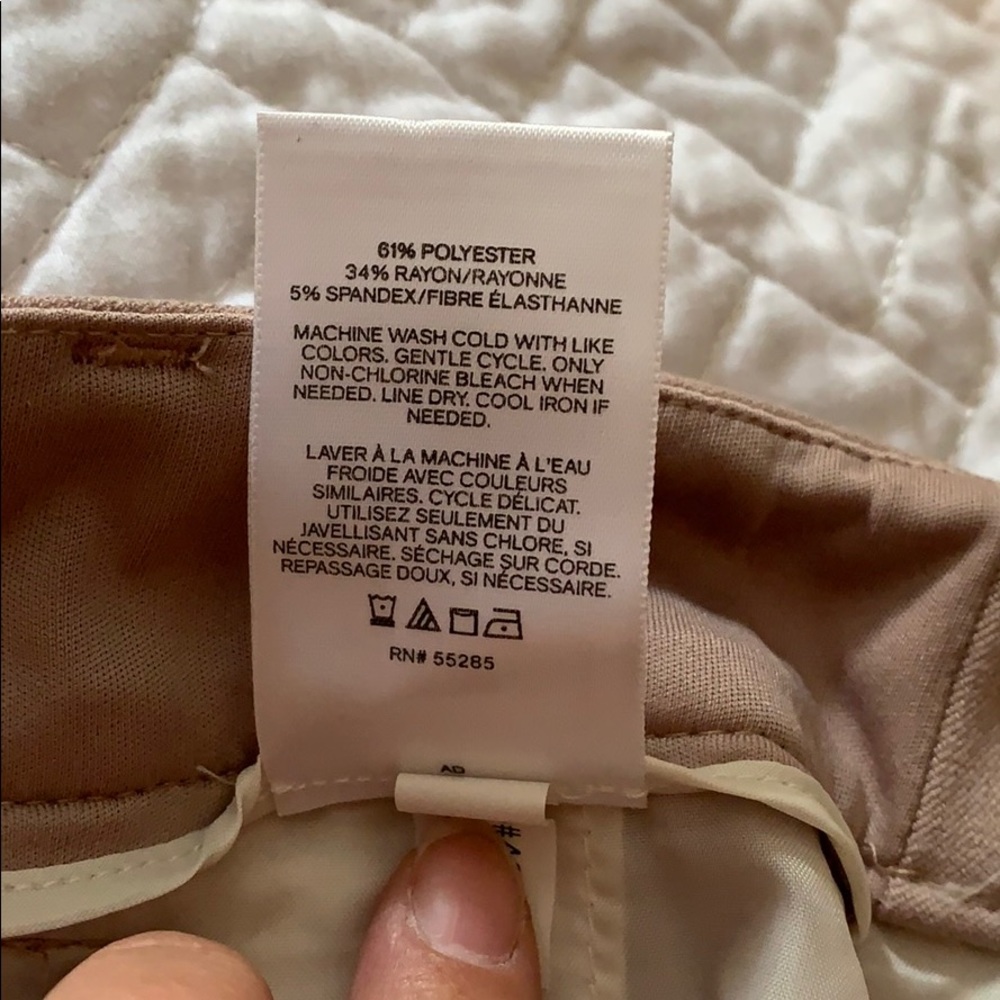 61% POLYESTER
34% RAYON/RAYONNE
5% SPANDEX/FIBRE ÉLASTHANNE
MACHINE WASH COLD WITH LIKE
COLORS. GENTLE CYCLE. ONLY
NON-CHLORINE BLEACH WHEN
NEEDED. LINE DRY. COOL IRON IF
NEEDED.
LAVER À LA MACHINE À L'EAU
FROIDE AVEC COULEURS
SIMILAIRES. CYCLE DÉLICAT.
UTILISEZ SEULEMENT DU
JAVELLISANT SANS CHLORE, SI
NÉCESSAIRE. SÉCHAGE SUR CORDE.
REPASSAGE DOUX, SI NÉCESSAIRE.
RN# 55285
AD